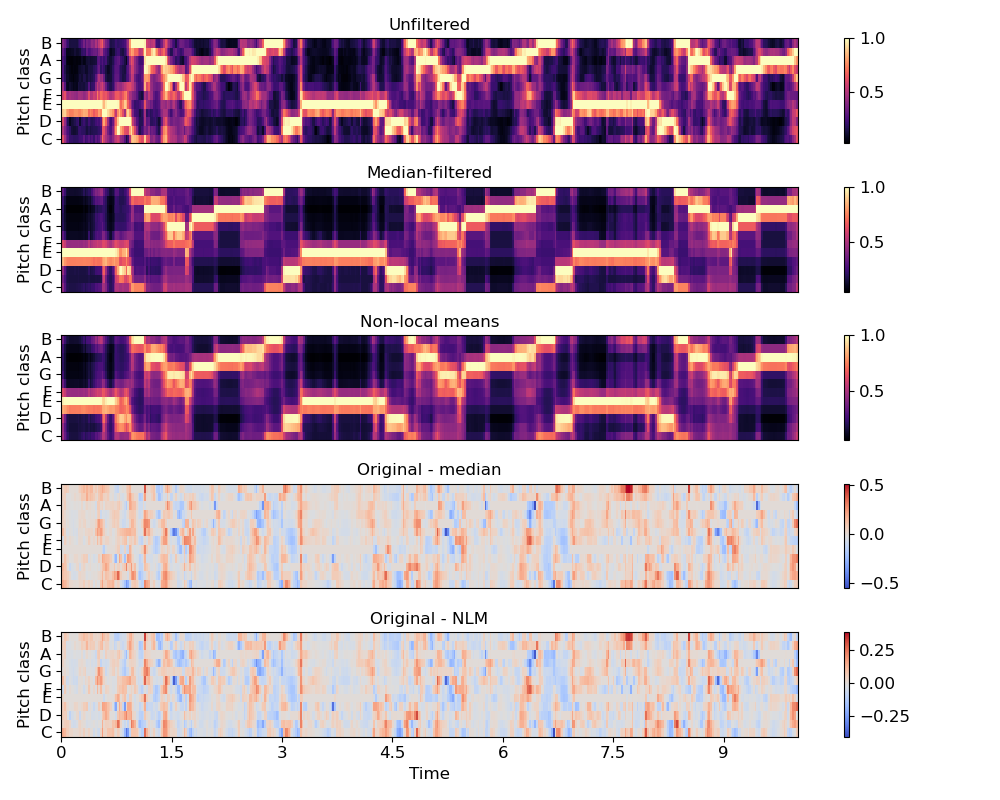 Unfiltered
Pitch class
B
A
G
F
E
D
C
1.0
0.5
Median-filtered
Pitch class
B
A
G
F
E
D
C
1.0
0.5
Non-local means
Pitch class
B
A
G
F
E
D
C
1.0
0.5
Original - median
Pitch class
B
A
G
F
E
D
C
0.5
0.0
−0.5
Original - NLM
Pitch class
B
A
G
F
E
D
C
0.25
0.00
−0.25
0 1.5 3 4.5 6 7.5 9
Time